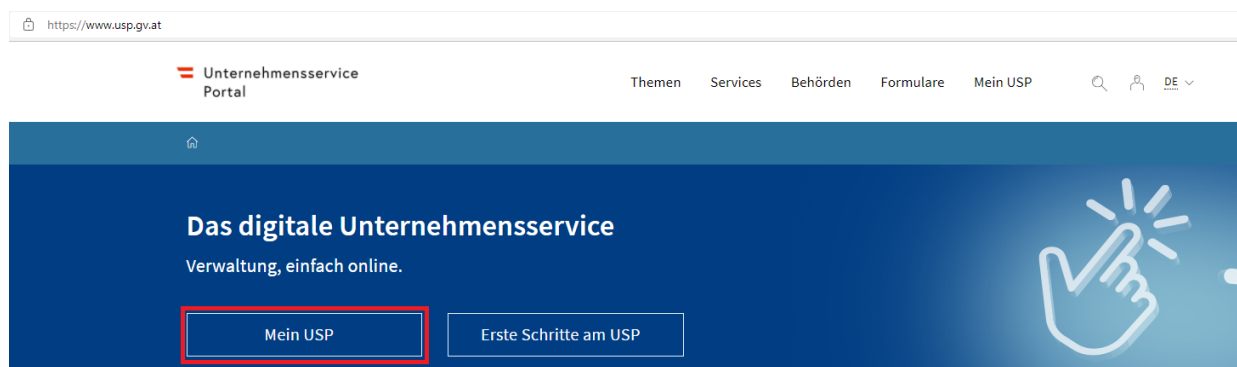 https://www.usp.gv.at
Unternehmensservice
Portal
Themen Services Behörden Formulare Mein USP DE
Das digitale Unternehmensservice
Verwaltung, einfach online.
Mein USP Erste Schritte am USP